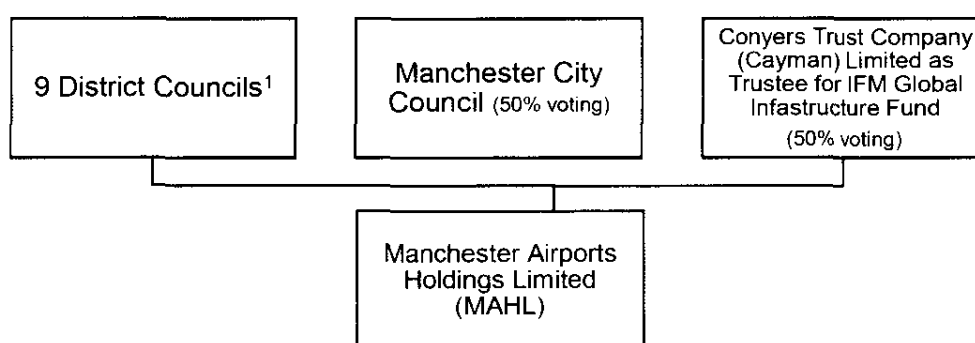 9 District Councils¹
Manchester City
Council (50% voting)
Conyers Trust Company
(Cayman) Limited as
Trustee for IFM Global
Infastructure Fund
(50% voting)
Manchester Airports
Holdings Limited
(MAHL)